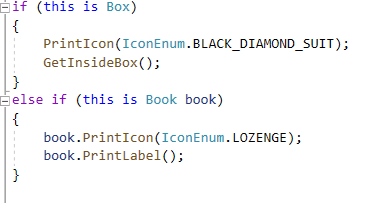 if (this is Box)
{
    PrintIcon(IconEnum.BLACK_DIAMOND_SUIT);
    GetInsideBox();
}
else if (this is Book book)
{
    book.PrintIcon(IconEnum.LOZENGE);
    book.PrintLabel();
}